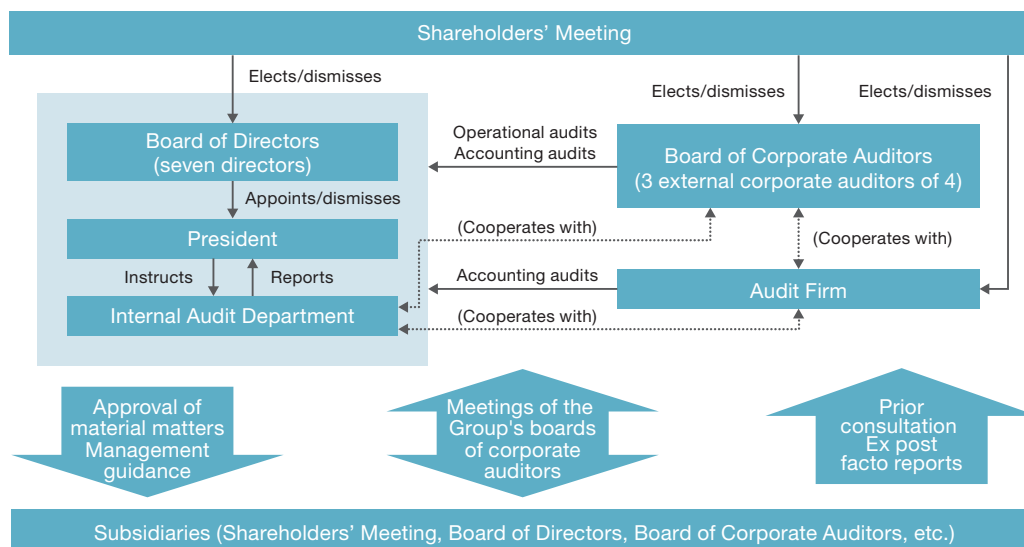 Shareholders’ Meeting
Elects/dismisses
Elects/dismisses
Elects/dismisses
Board of Directors
(seven directors)
Operational audits
Accounting audits
Board of Corporate Auditors
(3 external corporate auditors of 4)
Appoints/dismisses
President
(Cooperates with)
(Cooperates with)
Instructs
Reports
Accounting audits
Audit Firm
Internal Audit Department
(Cooperates with)
Approval of
material matters
Management
guidance
Meetings of the
Group's boards
of corporate
auditors
Prior
consultation
Ex post
facto reports
Subsidiaries (Shareholders’ Meeting, Board of Directors, Board of Corporate Auditors, etc.)